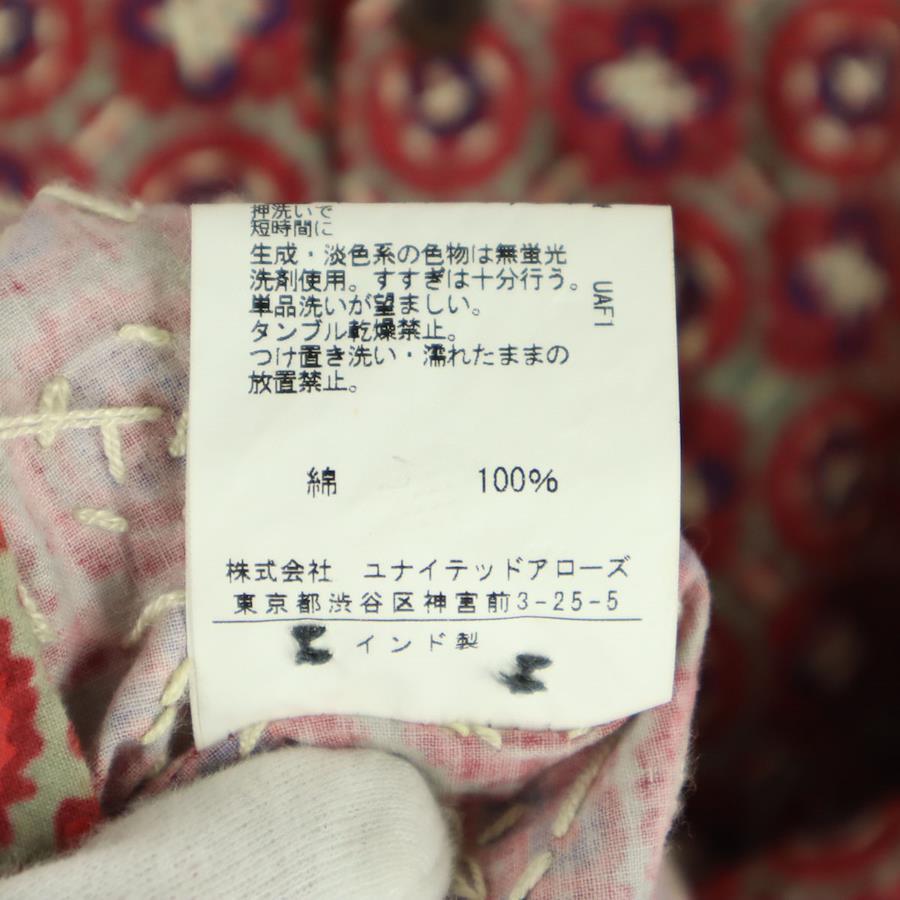 押洗いで
短時間に
生成・淡色系の色物は無蛍光
洗剤使用。すすぎは十分行う。
単品洗いが望ましい。
タンブル乾燥禁止。
つけ置き洗い・濡れたままの
放置禁止。
UAF1
綿 100%
株式会社 ユナイテッドアローズ
東京都渋谷区神宮前3-25-5
インド製